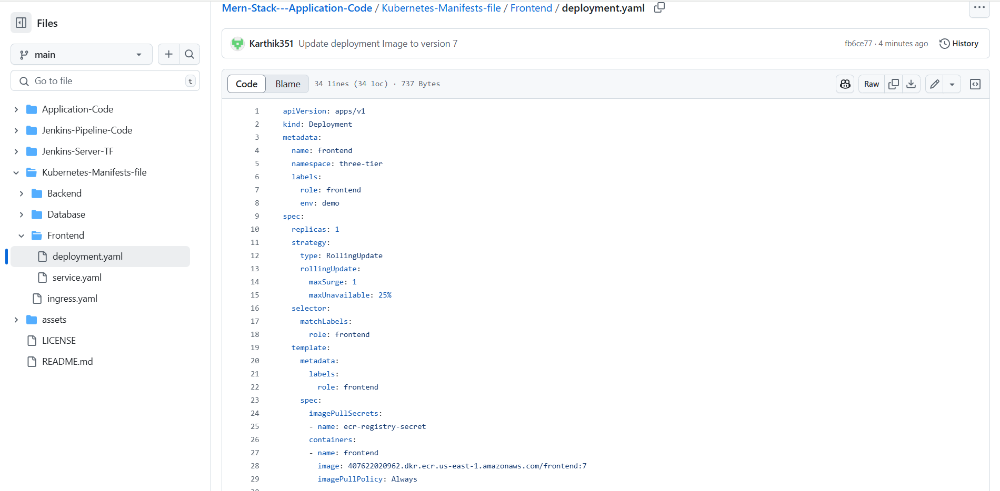 Mern-Stack---Application-Code / Kubernetes-Manifests-file / Frontend / deployment.yaml
Files
main
Go to file
t
Application-Code
Jenkins-Pipeline-Code
Jenkins-Server-TF
Kubernetes-Manifests-file
Backend
Database
Frontend
deployment.yaml
service.yaml
ingress.yaml
assets
LICENSE
README.md
Karthik351 Update deployment Image to version 7
fb6ce77 · 4 minutes ago
History
Code Blame 34 lines (34 loc) · 737 Bytes
Raw
1 apiVersion: apps/v1
2 kind: Deployment
3 metadata:
4 name: frontend
5 namespace: three-tier
6 labels:
7 role: frontend
8 env: demo
9 spec:
10 replicas: 1
11 strategy:
12 type: RollingUpdate
13 rollingUpdate:
14 maxSurge: 1
15 maxUnavailable: 25%
16 selector:
17 matchLabels:
18 role: frontend
19 template:
20 metadata:
21 labels:
22 role: frontend
23 spec:
24 imagePullSecrets:
25 - name: ecr-registry-secret
26 containers:
27 - name: frontend
28 image: 407622020962.dkr.ecr.us-east-1.amazonaws.com/frontend:7
29 imagePullPolicy: Always